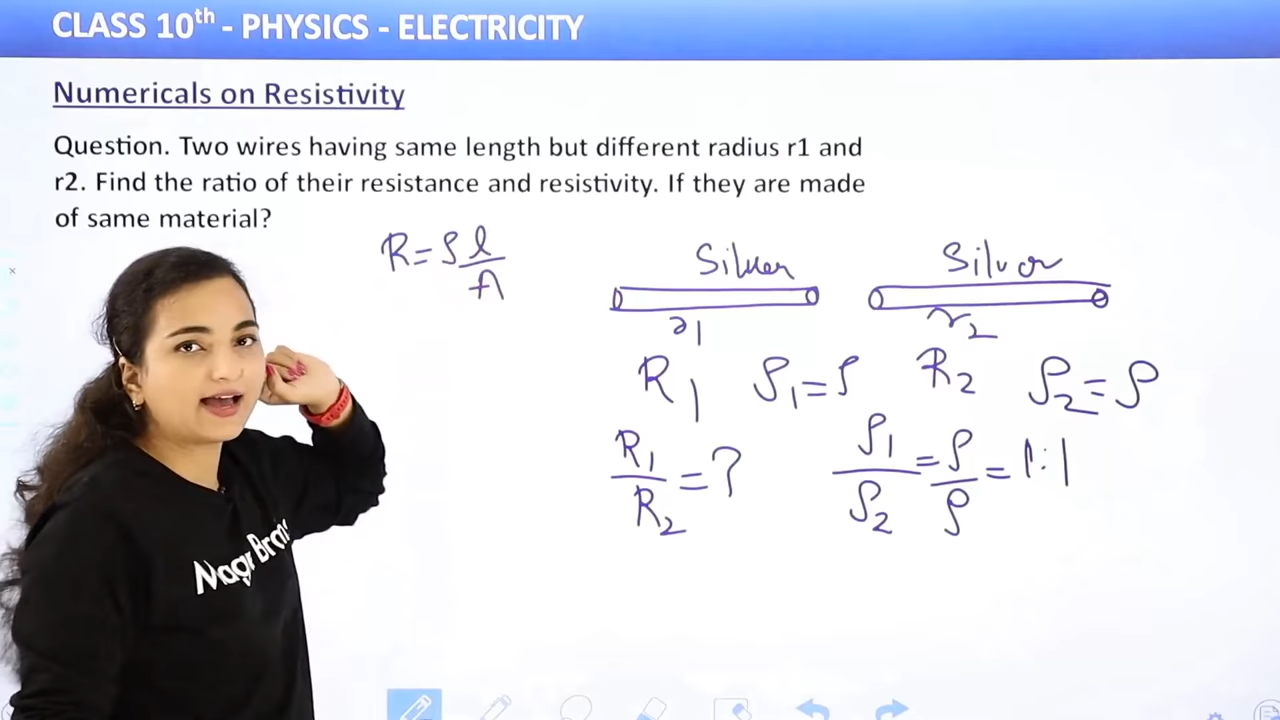 CLASS 10th - PHYSICS - ELECTRICITY
Numericals on Resistivity
Question. Two wires having same length but different radius r1 and
r2. Find the ratio of their resistance and resistivity. If they are made
of same material?
R = ρ l/A
Silver Silver
r1 r2
R1 ρ1 = ρ R2 ρ2 = ρ
R1/R2 = ? ρ1/ρ2 = ρ/ρ = 1:1